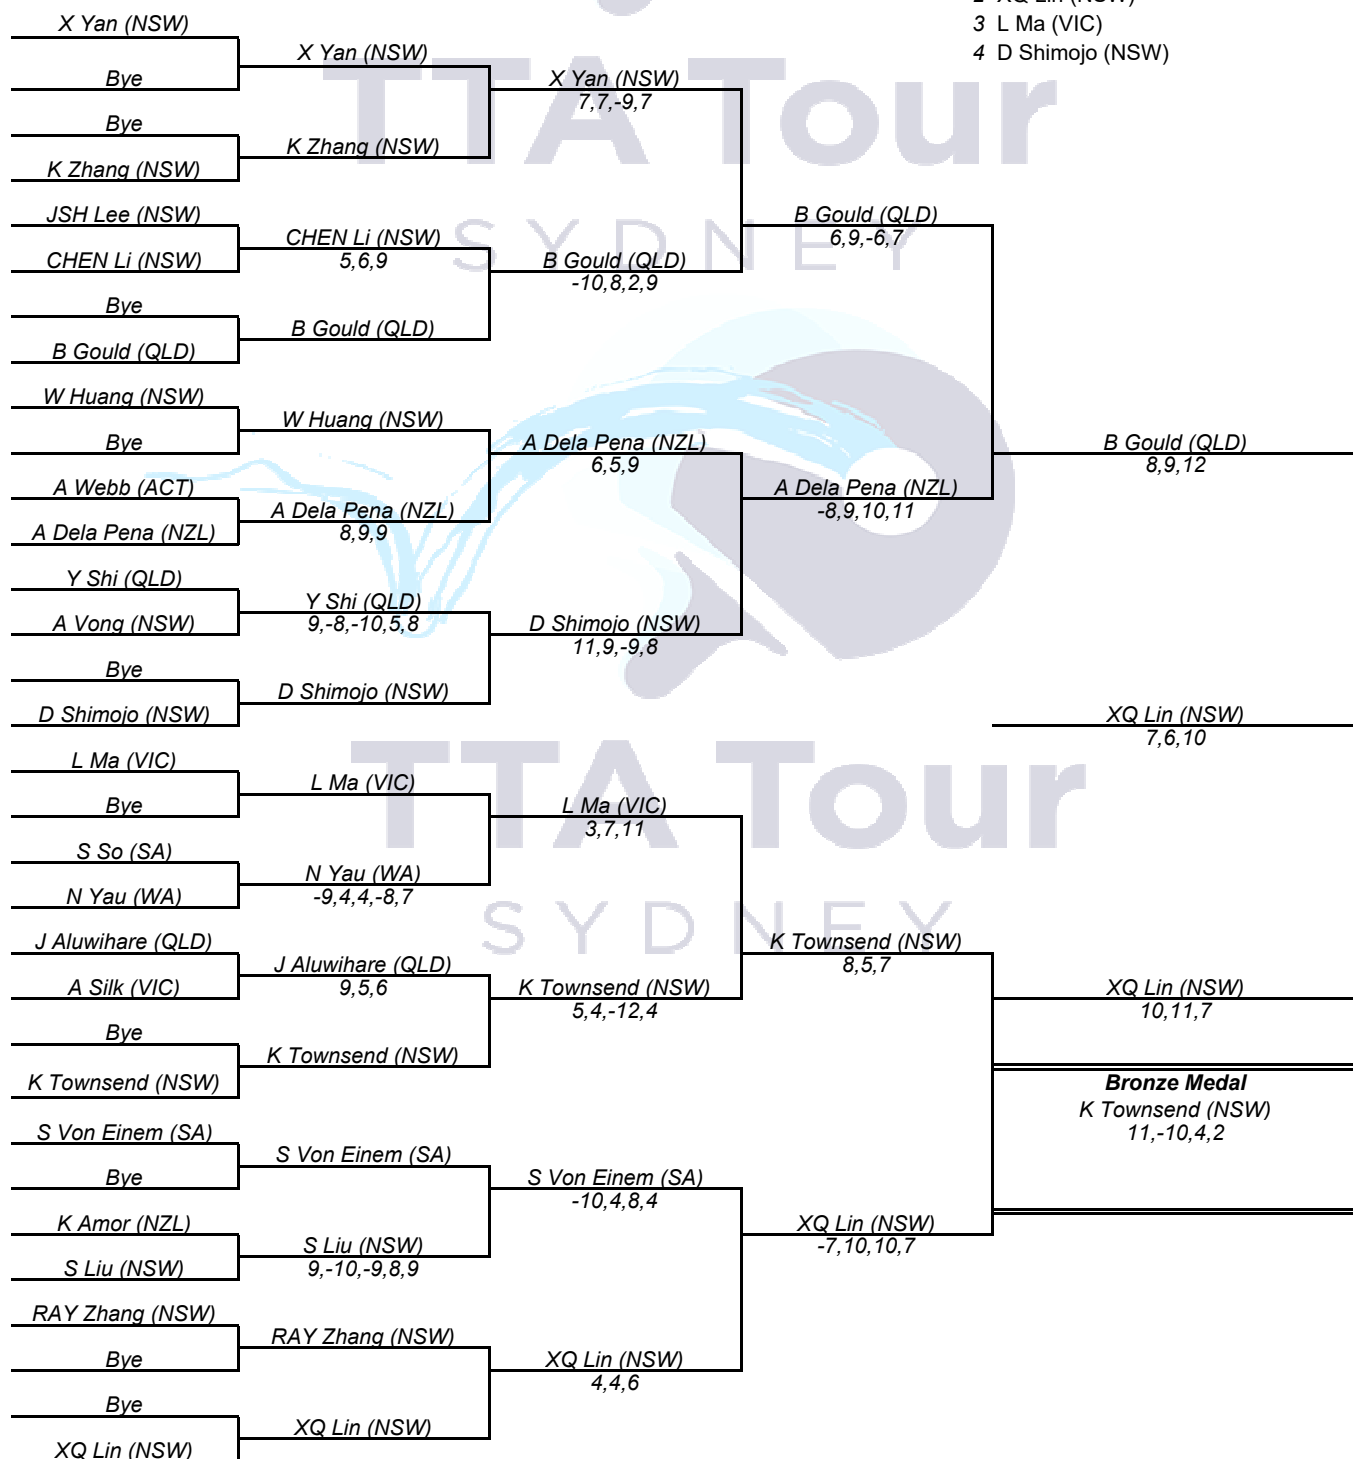 2 XQ Lin (NSW)
3 L Ma (VIC)
4 D Shimojo (NSW)
TTA Tour
SYDNEY
TTA Tour
SYDNEY
X Yan (NSW)
Bye
Bye
K Zhang (NSW)
JSH Lee (NSW)
CHEN Li (NSW)
Bye
B Gould (QLD)
W Huang (NSW)
Bye
A Webb (ACT)
A Dela Pena (NZL)
Y Shi (QLD)
A Vong (NSW)
Bye
D Shimojo (NSW)
L Ma (VIC)
Bye
S So (SA)
N Yau (WA)
J Aluwihare (QLD)
A Silk (VIC)
Bye
K Townsend (NSW)
S Von Einem (SA)
Bye
K Amor (NZL)
S Liu (NSW)
RAY Zhang (NSW)
Bye
Bye
XQ Lin (NSW)
X Yan (NSW)
K Zhang (NSW)
CHEN Li (NSW)
5,6,9
B Gould (QLD)
W Huang (NSW)
A Dela Pena (NZL)
8,9,9
Y Shi (QLD)
9,-8,-10,5,8
D Shimojo (NSW)
L Ma (VIC)
N Yau (WA)
-9,4,4,-8,7
J Aluwihare (QLD)
9,5,6
K Townsend (NSW)
S Von Einem (SA)
S Liu (NSW)
9,-10,-9,8,9
RAY Zhang (NSW)
XQ Lin (NSW)
X Yan (NSW)
7,7,-9,7
B Gould (QLD)
-10,8,2,9
A Dela Pena (NZL)
6,5,9
D Shimojo (NSW)
11,9,-9,8
L Ma (VIC)
3,7,11
K Townsend (NSW)
5,4,-12,4
S Von Einem (SA)
-10,4,8,4
XQ Lin (NSW)
4,4,6
B Gould (QLD)
6,9,-6,7
A Dela Pena (NZL)
-8,9,10,11
K Townsend (NSW)
8,5,7
XQ Lin (NSW)
-7,10,10,7
B Gould (QLD)
8,9,12
XQ Lin (NSW)
7,6,10
XQ Lin (NSW)
10,11,7
Bronze Medal
K Townsend (NSW)
11,-10,4,2